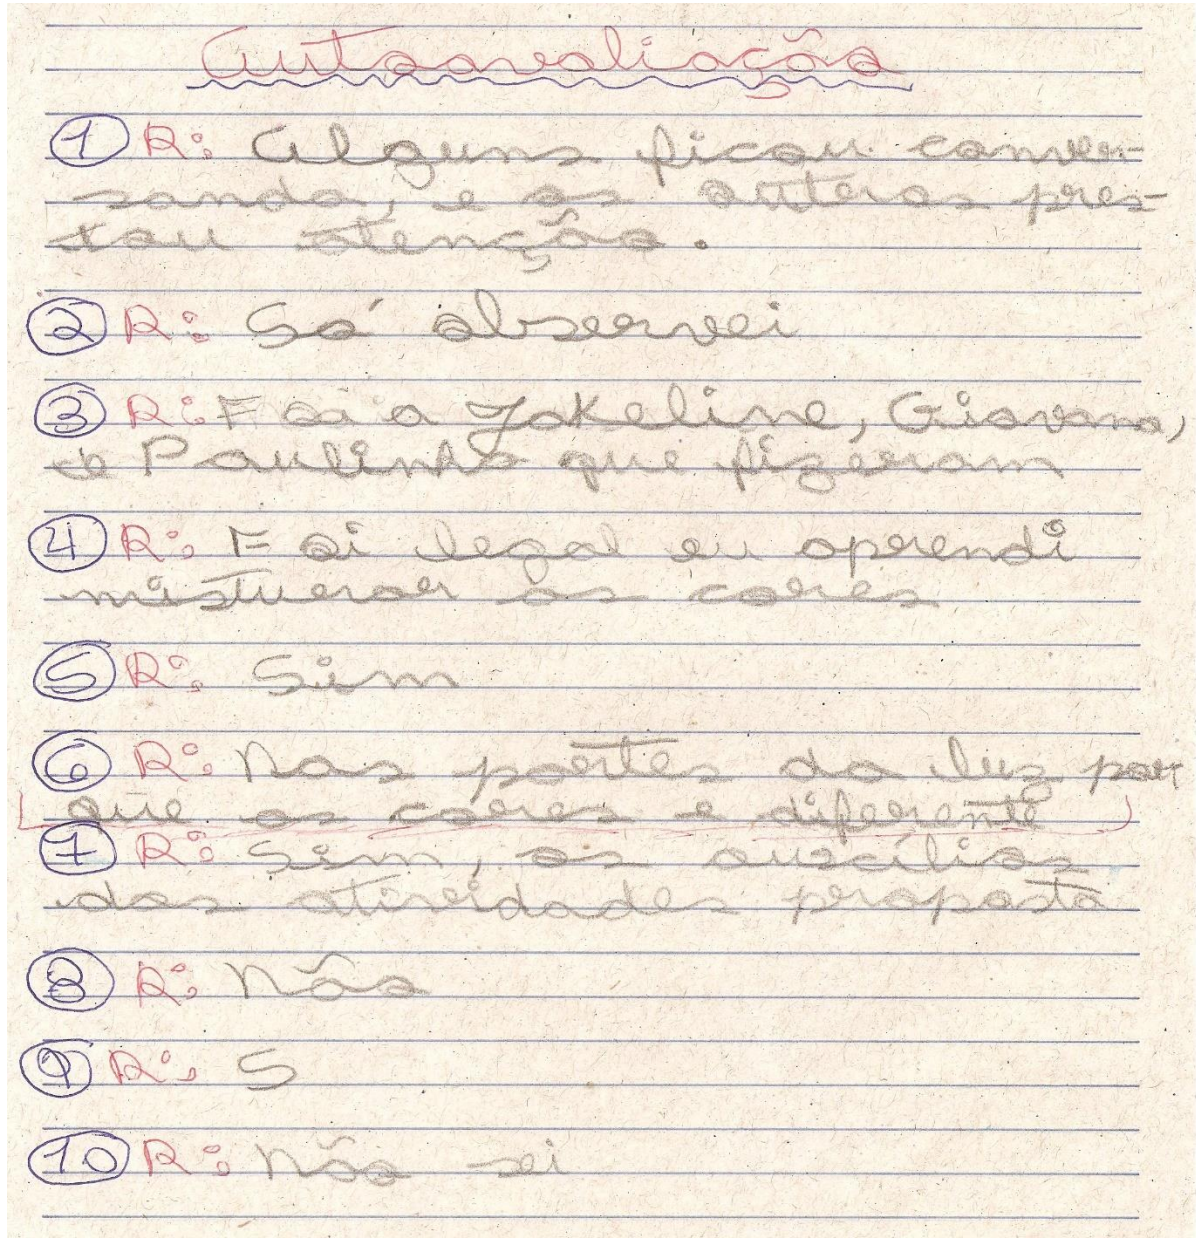 Autoavaliação
1 R: Alguns ficou conver-
sando, e os outros pres-
tou atenção.
2 R: Só observei
3 R: Foi a Jokeline, Giovana,
e Paulinho que fizeram
4 R: Foi legal eu aprendi
misturar as cores
5 R: Sim
6 R: Nas partes da luz por
que as cores e diferente
7 R: Sim, os auxílios
das atividades proposta
8 R: Não
9 R: 5
10 R: Não sei